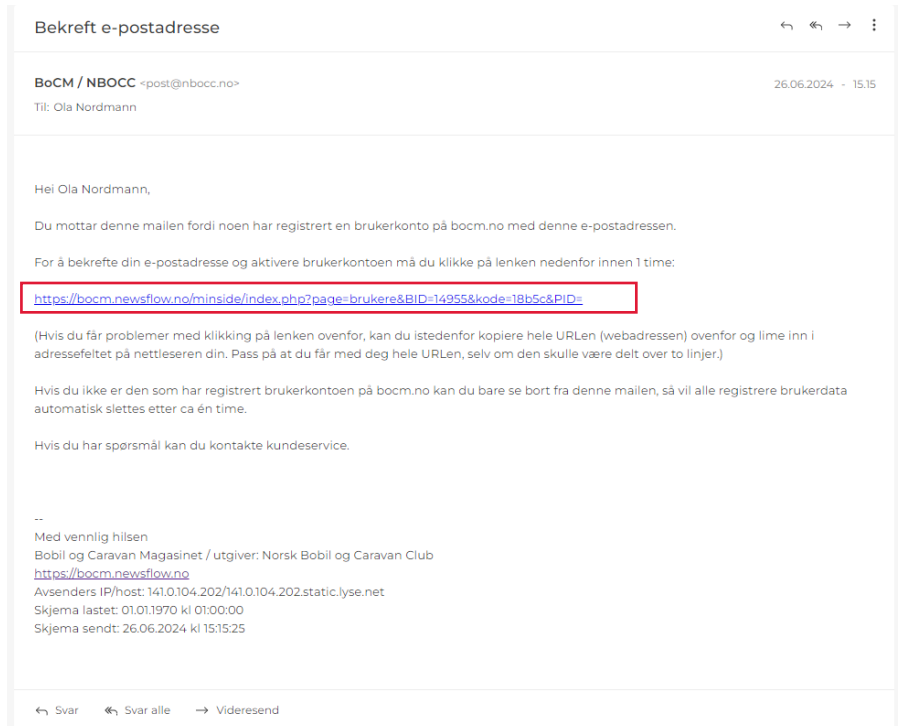 Bekreft e-postadresse
BoCM / NBOCC <post@nbocc.no>
26.06.2024 - 15.15
Til: Ola Nordmann
Hei Ola Nordmann,
Du mottar denne mailen fordi noen har registrert en brukerkonto på bocm.no med denne e-postadressen.
For å bekrefte din e-postadresse og aktivere brukerkontoen må du klikke på lenken nedenfor innen 1 time:
https://bocm.newsflow.no/minside/index.php?page=brukere&BID=14955&kode=18b5c&PID=
(Hvis du får problemer med klikking på lenken ovenfor, kan du istedenfor kopiere hele URLen (webadressen) ovenfor og lime inn i
adressefeltet på nettleseren din. Pass på at du får med deg hele URLen, selv om den skulle være delt over to linjer.)
Hvis du ikke er den som har registrert brukerkontoen på bocm.no kan du bare se bort fra denne mailen, så vil alle registrere brukerdata
automatisk slettes etter ca én time.
Hvis du har spørsmål kan du kontakte kundeservice.
--
Med vennlig hilsen
Bobil og Caravan Magasinet / utgiver: Norsk Bobil og Caravan Club
https://bocm.newsflow.no
Avsenders IP/host: 141.0.104.202/141.0.104.202.static.lyse.net
Skjema lastet: 01.01.1970 kl 01:00:00
Skjema sendt: 26.06.2024 kl 15:15:25
Svar Svar alle Videresend